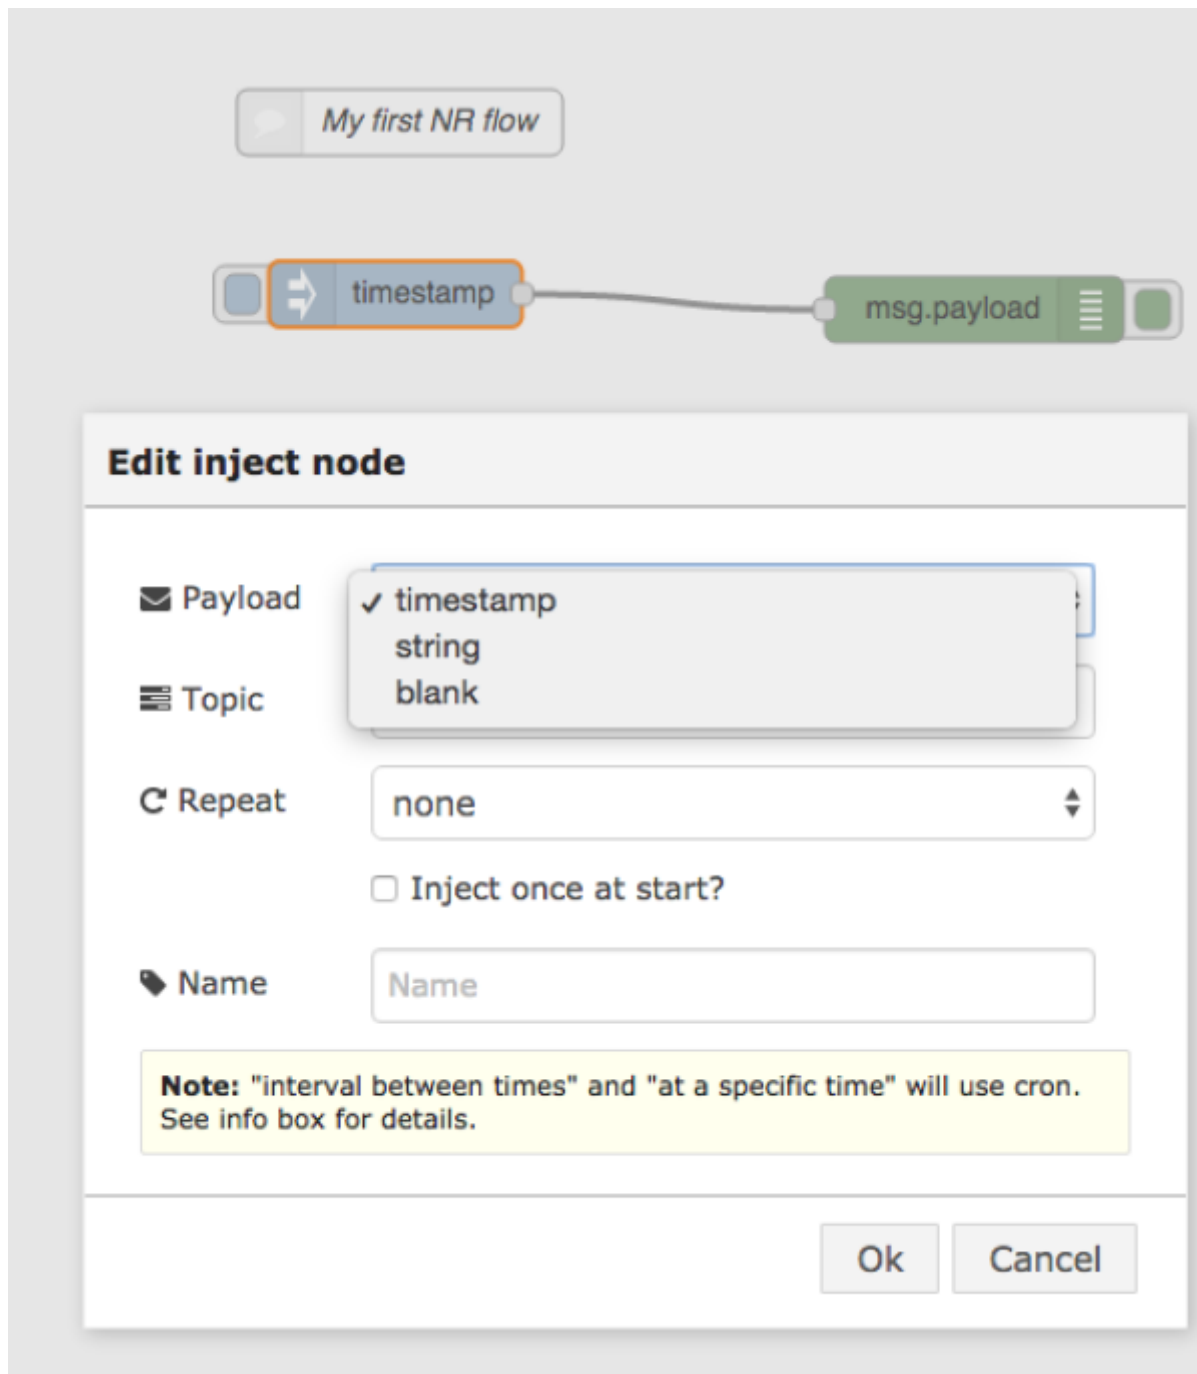 My first NR flow
timestamp
msg.payload
Edit inject node
Payload
timestamp
string
blank
Topic
Repeat
none
Inject once at start?
Name
Name
Note: "interval between times" and "at a specific time" will use cron.
See info box for details.
Ok
Cancel